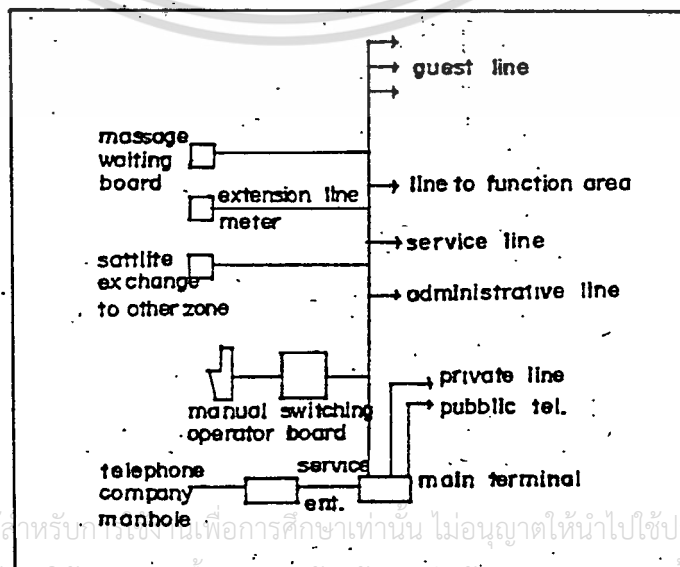 guest line
massage
waiting
board
line to function area
extension line
meter
service line
sattlite
exchange
to other zone
administrative line
private line
pubblic tel.
manual switching
operator board
telephone
company
manhole
service
ent.
main terminal
สำหรับการใช้งานเพื่อการศึกษาเท่านั้น ไม่อนุญาตให้นำไปใช้ป